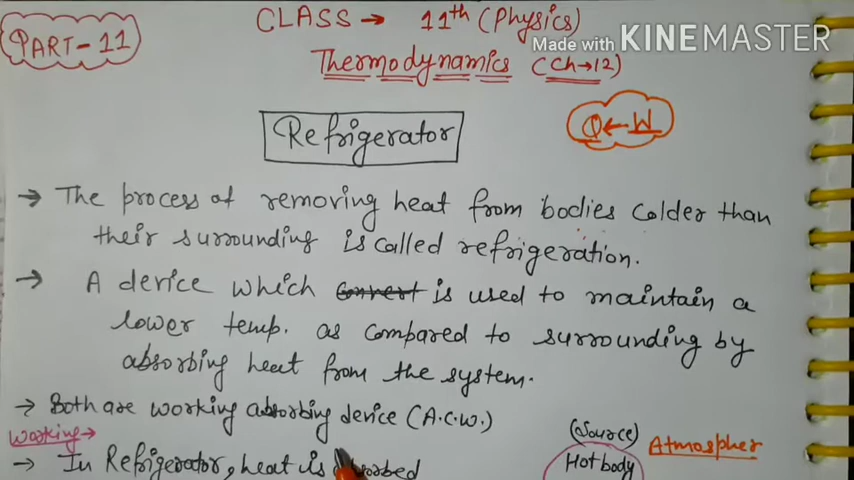 PART-11
CLASS → 11th (Physics)
Made with KINEMASTER
Thermodynamics (Ch→12)
Refrigerator
Q ← W
→ The process of removing heat from bodies colder than
their surrounding is called refrigeration.
→ A device which convert is used to maintain a
lower temp. as compared to surrounding by
absorbing heat from the system.
→ Both are working absorbing device (A.C.W.)
Working →
→ In Refrigerator, heat is absorbed
(Source)
Hot body
Atmospher